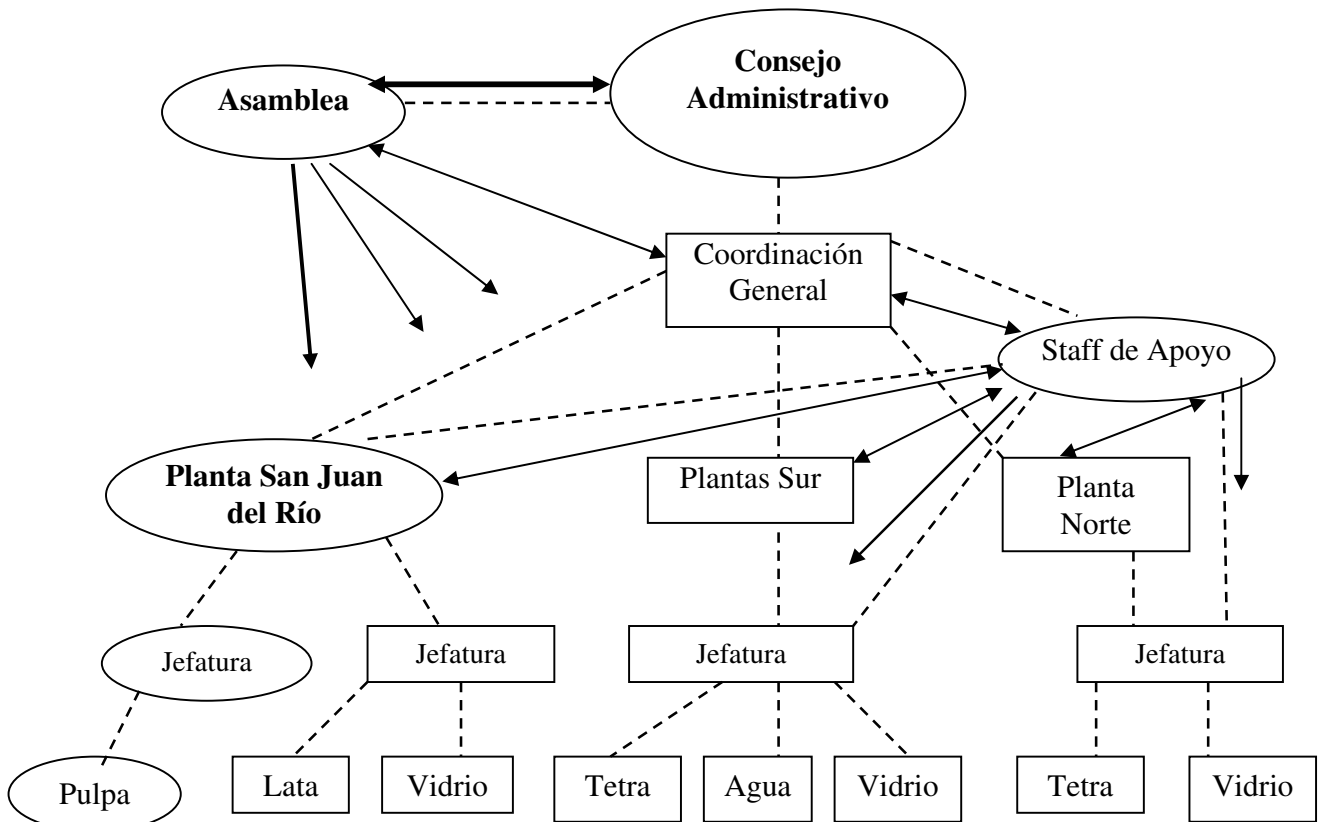 Consejo
Administrativo
Asamblea
Coordinación
General
Staff de Apoyo
Planta San Juan
del Río
Plantas Sur
Planta
Norte
Jefatura
Jefatura
Jefatura
Jefatura
Pulpa
Lata
Vidrio
Tetra
Agua
Vidrio
Tetra
Vidrio